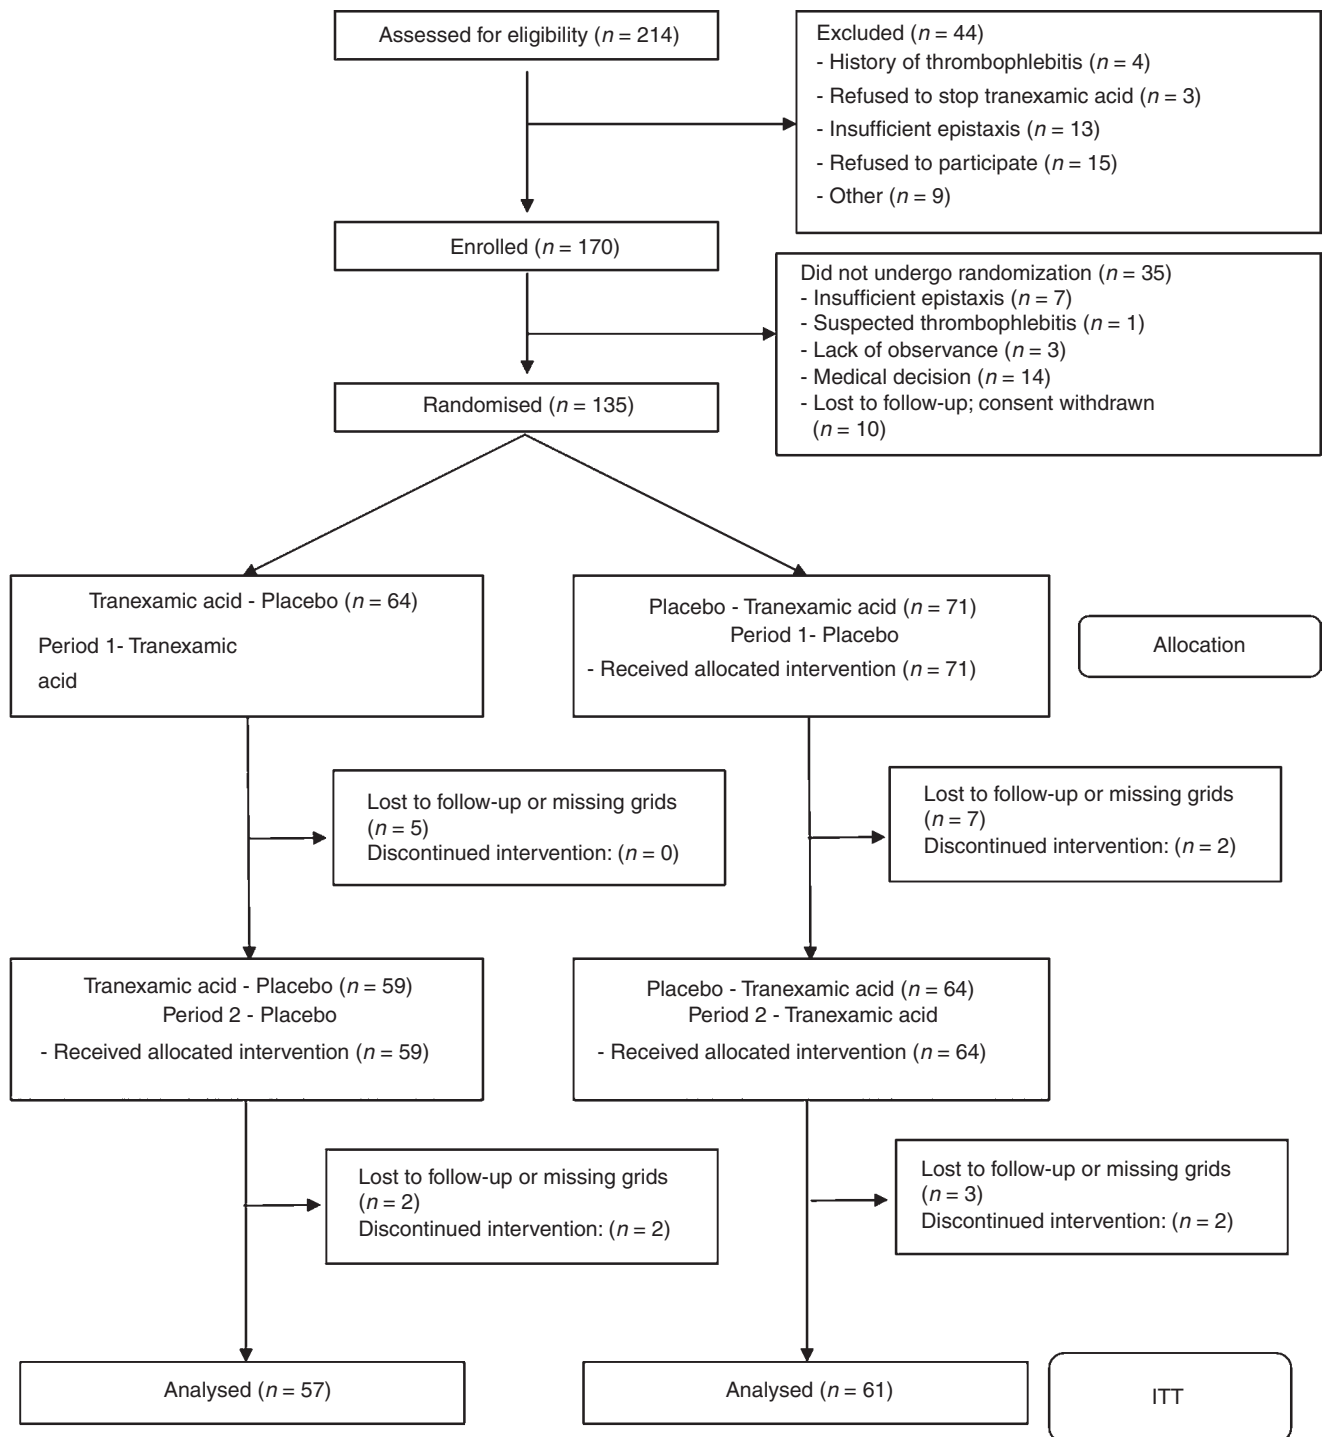 Assessed for eligibility (n = 214)
Excluded (n = 44)
- History of thrombophlebitis (n = 4)
- Refused to stop tranexamic acid (n = 3)
- Insufficient epistaxis (n = 13)
- Refused to participate (n = 15)
- Other (n = 9)
Enrolled (n = 170)
Did not undergo randomization (n = 35)
- Insufficient epistaxis (n = 7)
- Suspected thrombophlebitis (n = 1)
- Lack of observance (n = 3)
- Medical decision (n = 14)
- Lost to follow-up; consent withdrawn
(n = 10)
Randomised (n = 135)
Tranexamic acid - Placebo (n = 64)
Period 1- Tranexamic
acid
Placebo - Tranexamic acid (n = 71)
Period 1- Placebo
- Received allocated intervention (n = 71)
Allocation
Lost to follow-up or missing grids
(n = 5)
Discontinued intervention: (n = 0)
Lost to follow-up or missing grids
(n = 7)
Discontinued intervention: (n = 2)
Tranexamic acid - Placebo (n = 59)
Period 2 - Placebo
- Received allocated intervention (n = 59)
Placebo - Tranexamic acid (n = 64)
Period 2 - Tranexamic acid
- Received allocated intervention (n = 64)
Lost to follow-up or missing grids
(n = 2)
Discontinued intervention: (n = 2)
Lost to follow-up or missing grids
(n = 3)
Discontinued intervention: (n = 2)
Analysed (n = 57)
Analysed (n = 61)
ITT